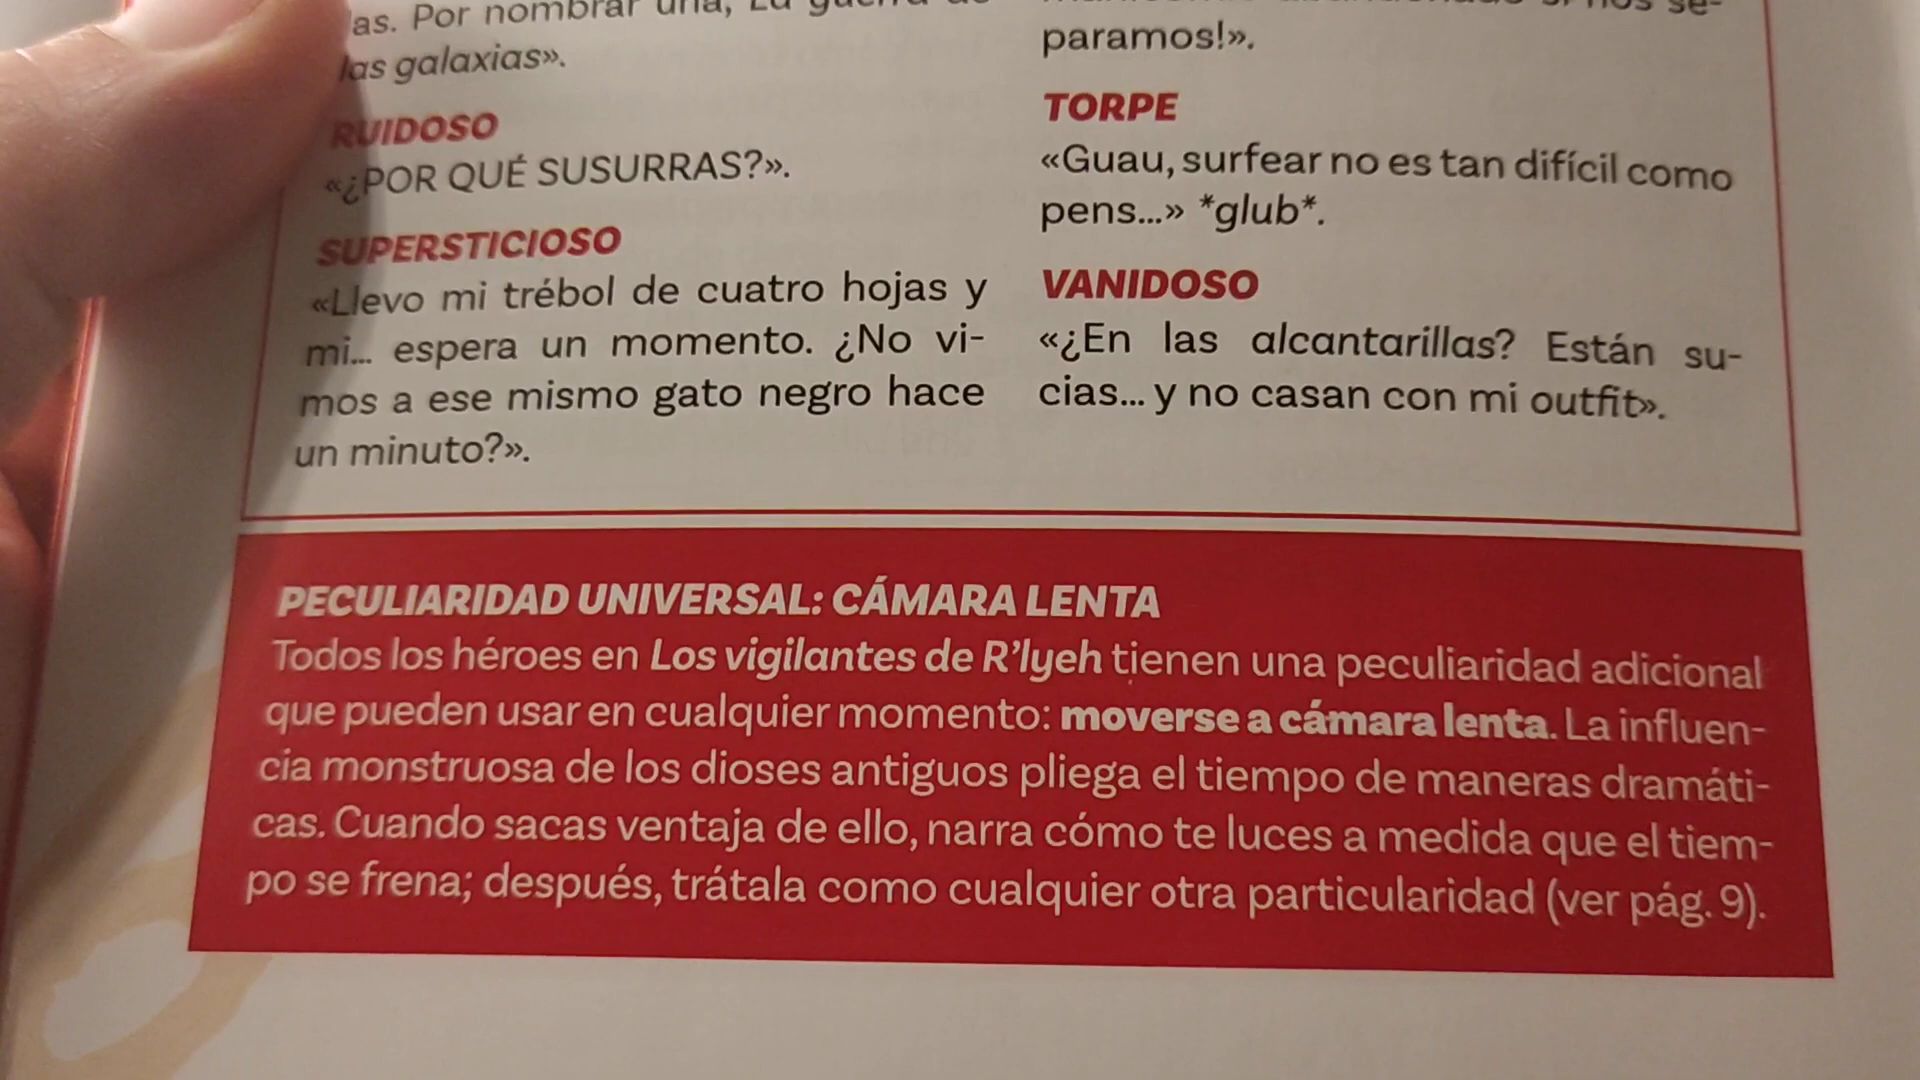 las. Por nombrar una, La guerra de
las galaxias».
RUIDOSO
«¿POR QUÉ SUSURRAS?».
SUPERSTICIOSO
«Llevo mi trébol de cuatro hojas y
mi... espera un momento. ¿No vi-
mos a ese mismo gato negro hace
un minuto?».
paramos!».
TORPE
«Guau, surfear no es tan difícil como
pens...» *glub*.
VANIDOSO
«¿En las alcantarillas? Están su-
cias... y no casan con mi outfit».
PECULIARIDAD UNIVERSAL: CÁMARA LENTA
Todos los héroes en Los vigilantes de R'lyeh tienen una peculiaridad adicional
que pueden usar en cualquier momento: moverse a cámara lenta. La influen-
cia monstruosa de los dioses antiguos pliega el tiempo de maneras dramáti-
cas. Cuando sacas ventaja de ello, narra cómo te luces a medida que el tiem-
po se frena; después, trátala como cualquier otra particularidad (ver pág. 9).